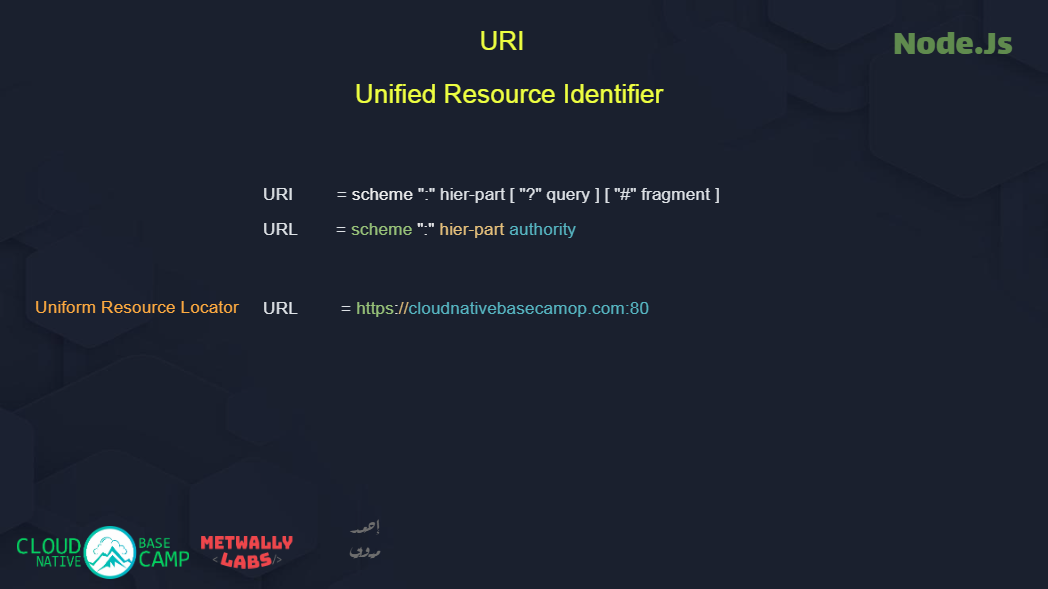 URI
Node.Js
Unified Resource Identifier
URI = scheme ":" hier-part [ "?" query ] [ "#" fragment ]
URL = scheme ":" hier-part authority
Uniform Resource Locator URL = https://cloudnativebasecamop.com:80
CLOUD NATIVE BASE CAMP
METWALLY
<LABS/>
أحمد